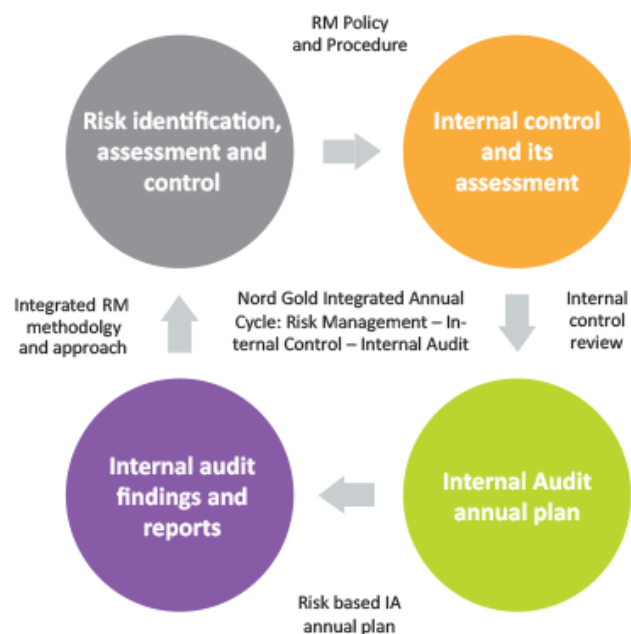 RM Policy
and Procedure
Risk identification,
assessment and
control
Internal control
and its
assessment
Integrated RM
methodolgy
and approach
Nord Gold Integrated Annual
Cycle: Risk Management – In-
ternal Control – Internal Audit
Internal
control
review
Internal audit
findings and
reports
Internal Audit
annual plan
Risk based IA
annual plan